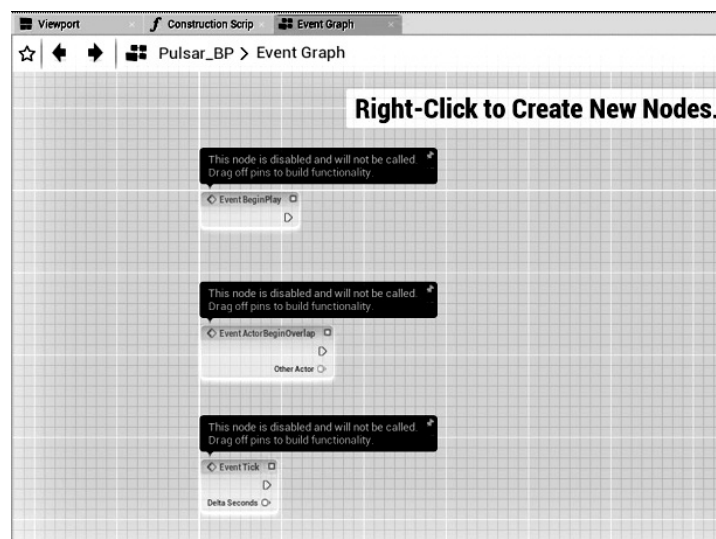 Viewport
Construction Scrip
Event Graph
Pulsar_BP > Event Graph
Right-Click to Create New Nodes.
This node is disabled and will not be called.
Drag off pins to build functionality.
Event BeginPlay
This node is disabled and will not be called.
Drag off pins to build functionality.
Event ActorBeginOverlap
Other Actor
This node is disabled and will not be called.
Drag off pins to build functionality.
Event Tick
Delta Seconds